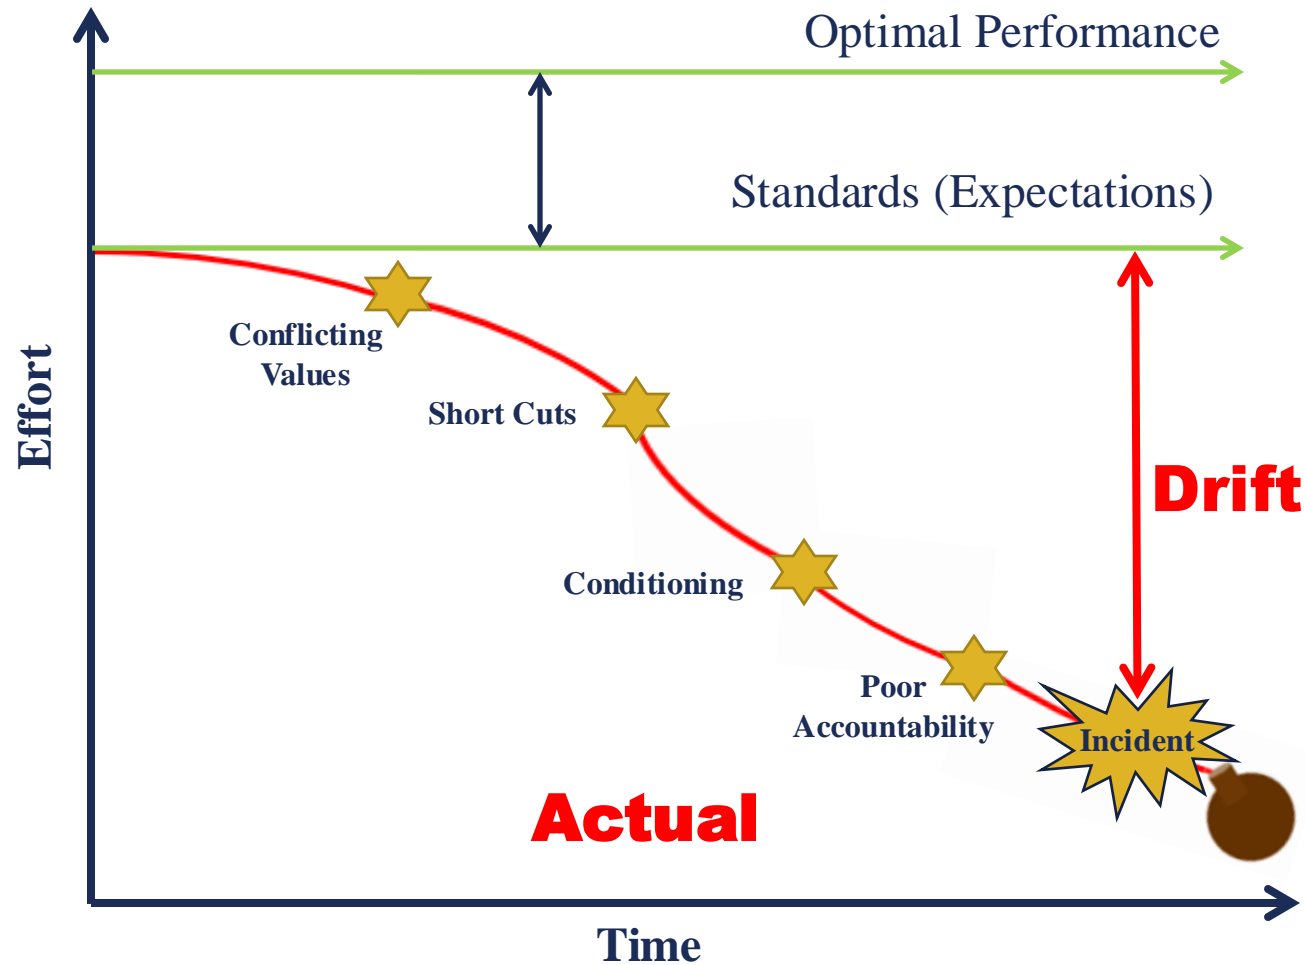 Optimal Performance
Standards (Expectations)
Conflicting
Values
Effort
Short Cuts
Drift
Conditioning
Poor
Accountability
Incident
Actual
Time